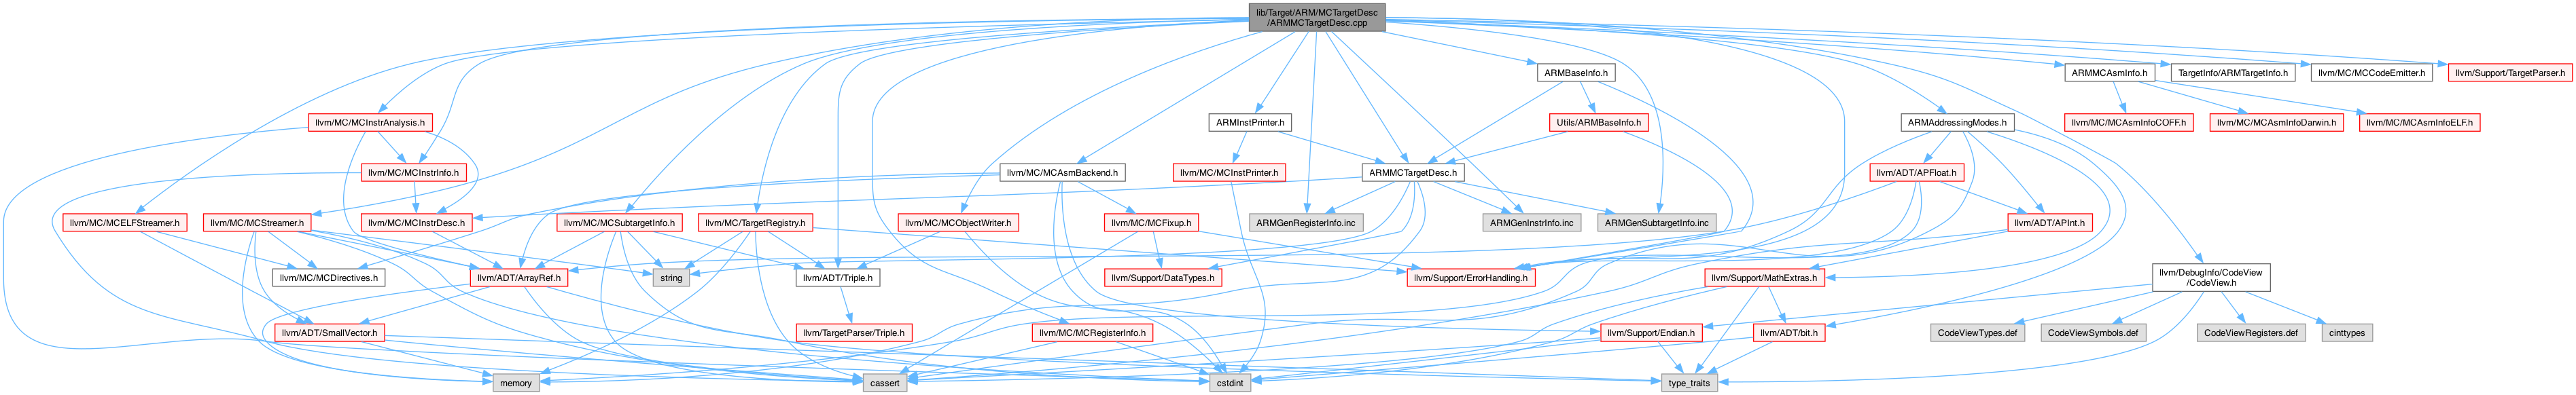 lib/Target/ARM/MCTargetDesc
/ARMMCTargetDesc.cpp
ARMBaseInfo.h
ARMMCAsmInfo.h
TargetInfo/ARMTargetInfo.h
llvm/MC/MCCodeEmitter.h
llvm/Support/TargetParser.h
llvm/MC/MCInstrAnalysis.h
ARMInstPrinter.h
Utils/ARMBaseInfo.h
ARMAddressingModes.h
llvm/MC/MCAsmInfoCOFF.h
llvm/MC/MCAsmInfoDarwin.h
llvm/MC/MCAsmInfoELF.h
llvm/MC/MCInstrInfo.h
llvm/MC/MCAsmBackend.h
llvm/MC/MCInstPrinter.h
ARMMCTargetDesc.h
llvm/ADT/APFloat.h
llvm/MC/MCELFStreamer.h
llvm/MC/MCStreamer.h
llvm/MC/MCInstrDesc.h
llvm/MC/MCSubtargetInfo.h
llvm/MC/TargetRegistry.h
llvm/MC/MCObjectWriter.h
llvm/MC/MCFixup.h
ARMGenRegisterInfo.inc
ARMGenInstrInfo.inc
ARMGenSubtargetInfo.inc
llvm/ADT/APInt.h
llvm/MC/MCDirectives.h
llvm/ADT/ArrayRef.h
string
llvm/ADT/Triple.h
llvm/Support/DataTypes.h
llvm/Support/ErrorHandling.h
llvm/Support/MathExtras.h
llvm/DebugInfo/CodeView
/CodeView.h
llvm/ADT/SmallVector.h
llvm/TargetParser/Triple.h
llvm/MC/MCRegisterInfo.h
llvm/Support/Endian.h
llvm/ADT/bit.h
CodeViewTypes.def
CodeViewSymbols.def
CodeViewRegisters.def
cinttypes
memory
cassert
cstdint
type_traits